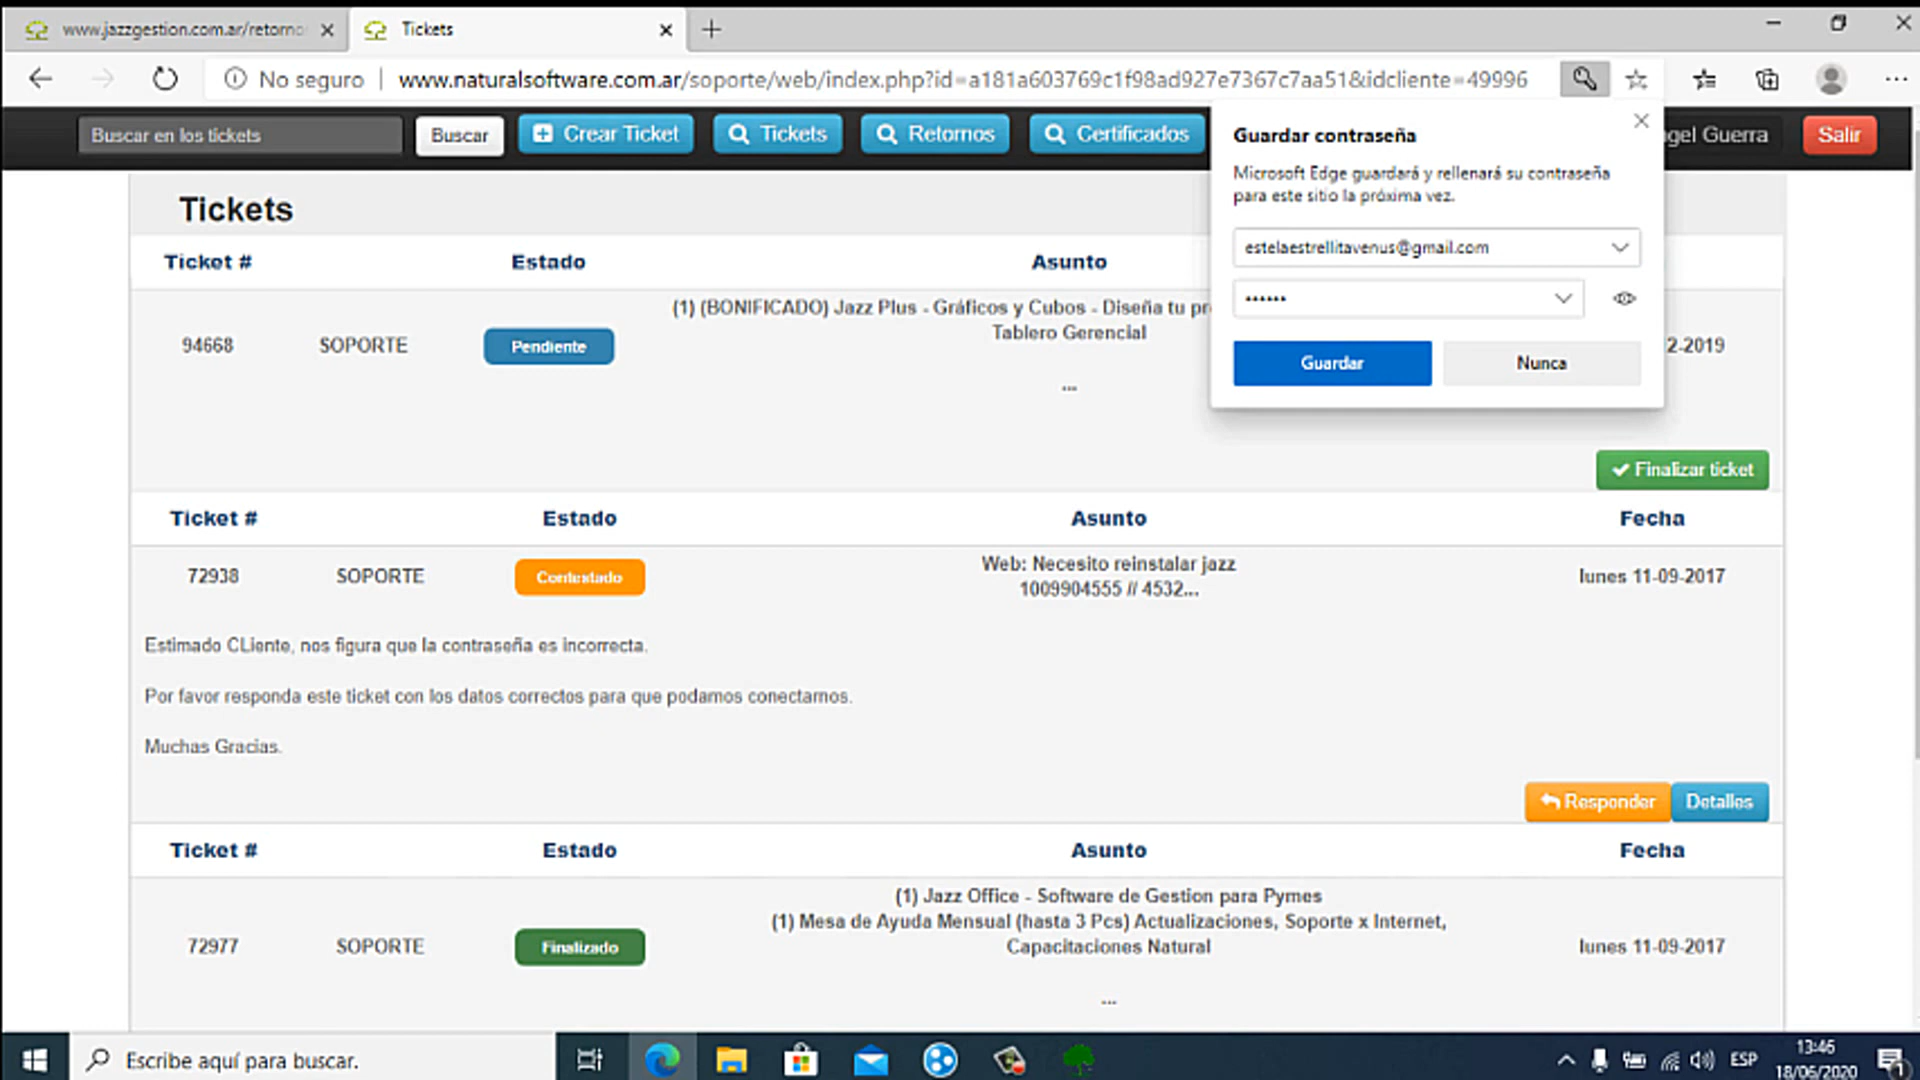 www.jazzgestion.com.ar/retorno
Tickets
No seguro
www.naturalsoftware.com.ar/soporte/web/index.php?id=a181a603769c1f98ad927e7367c7aa51&idcliente=49996
Buscar en los tickets
Buscar
Crear Ticket
Tickets
Retornos
Certificados
gel Guerra
Salir
Guardar contraseña
Microsoft Edge guardará y rellenará su contraseña
para este sitio la próxima vez.
estelaestrellitavenus@gmail.com
••••••
Guardar
Nunca
Tickets
Ticket # Estado Asunto
94668 SOPORTE Pendiente
(1) (BONIFICADO) Jazz Plus - Gráficos y Cubos - Diseña tu pr
Tablero Gerencial
...
2-2019
Finalizar ticket
Ticket # Estado Asunto Fecha
72938 SOPORTE Contestado
Web: Necesito reinstalar jazz
1009904555 // 4532...
lunes 11-09-2017
Estimado CLiente, nos figura que la contraseña es incorrecta.
Por favor responda este ticket con los datos correctos para que podamos conectarnos.
Muchas Gracias.
Responder
Detalles
Ticket # Estado Asunto Fecha
72977 SOPORTE Finalizado
(1) Jazz Office - Software de Gestion para Pymes
(1) Mesa de Ayuda Mensual (hasta 3 Pcs) Actualizaciones, Soporte x Internet,
Capacitaciones Natural
...
lunes 11-09-2017
Escribe aquí para buscar.
ESP
13:46
18/06/2020
1